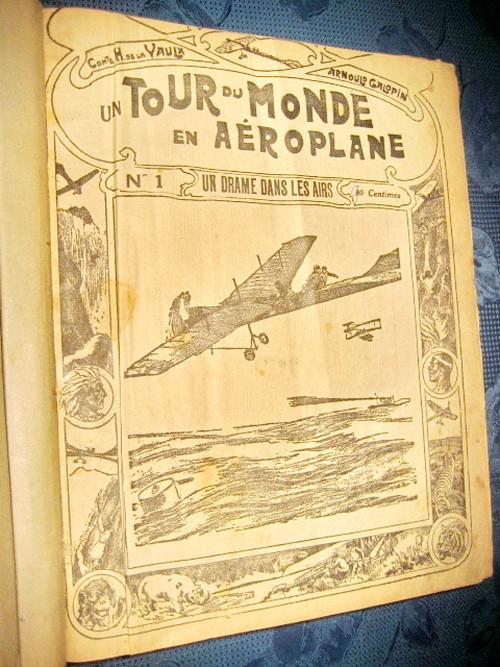 COMTE H. DE LA VAULX
ARNOULD GALOPIN
UN TOUR DU MONDE
EN AÉROPLANE
N° 1
UN DRAME DANS LES AIRS
Centimes